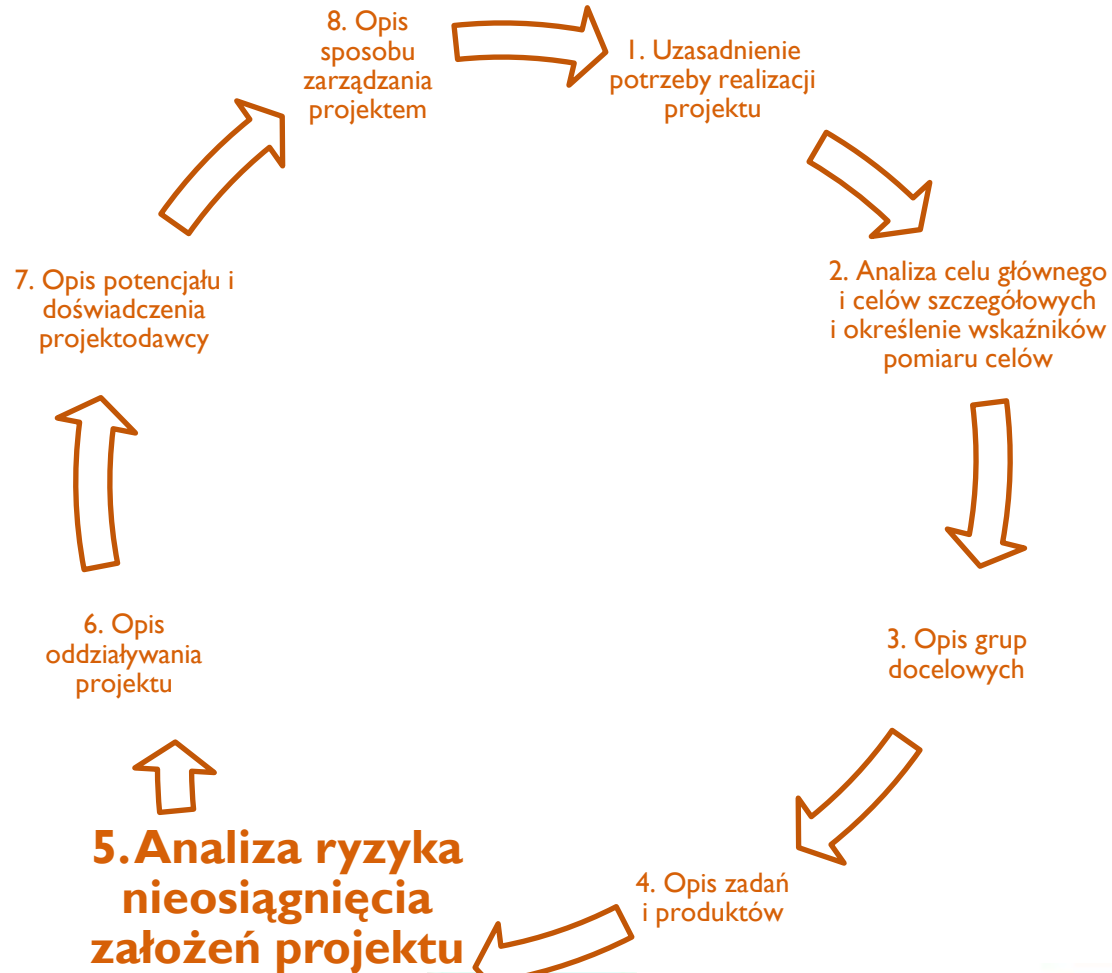 1. Uzasadnienie
potrzeby realizacji
projektu
2. Analiza celu głównego
i celów szczegółowych
i określenie wskaźników
pomiaru celów
3. Opis grup
docelowych
4. Opis zadań
i produktów
5. Analiza ryzyka
nieosiągnięcia
założeń projektu
6. Opis
oddziaływania
projektu
7. Opis potencjału i
doświadczenia
projektodawcy
8. Opis
sposobu
zarządzania
projektem